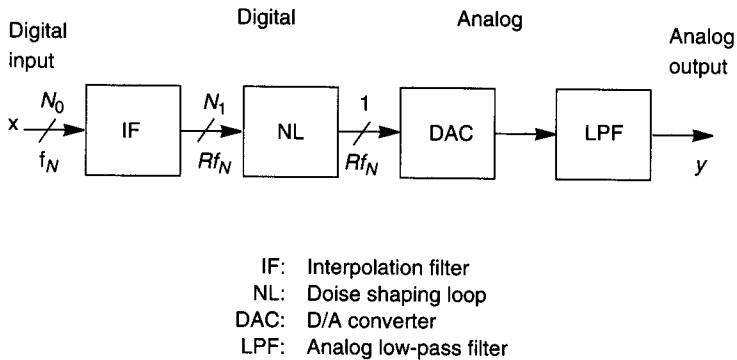 Digital input
Digital
Analog
Analog output
x
N0
fN
IF
N1
RfN
NL
1
RfN
DAC
LPF
y
IF: Interpolation filter
NL: Doise shaping loop
DAC: D/A converter
LPF: Analog low-pass filter